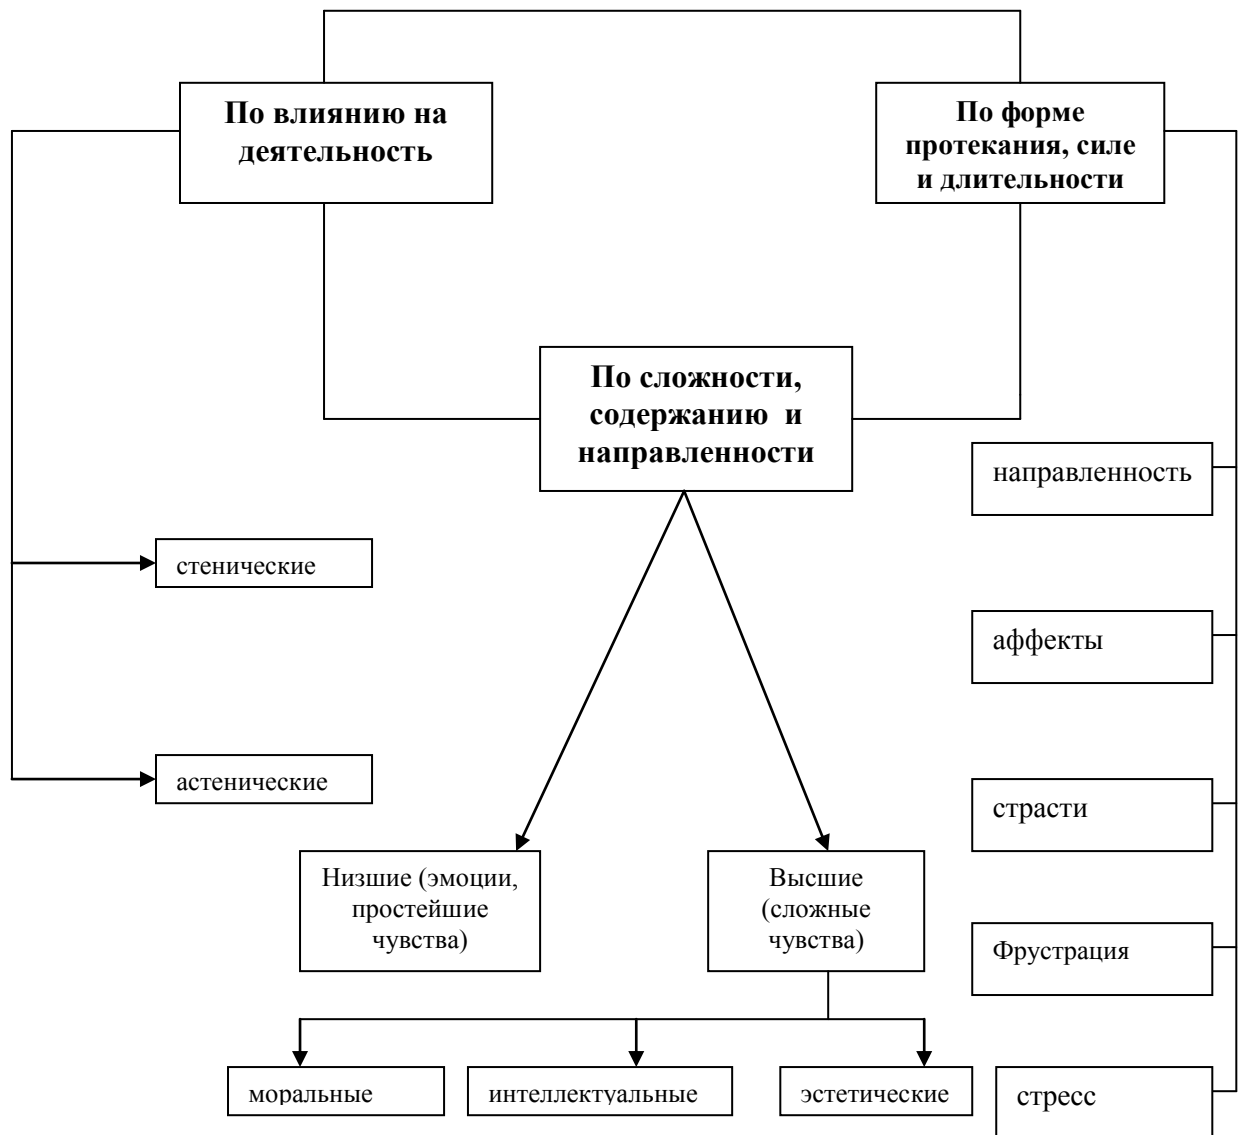 По влиянию на
деятельность
По форме
протекания, силе
и длительности
По сложности,
содержанию и
направленности
направленность
стенические
аффекты
астенические
страсти
Низшие (эмоции,
простейшие
чувства)
Высшие
(сложные
чувства)
Фрустрация
моральные
интеллектуальные
эстетические
стресс